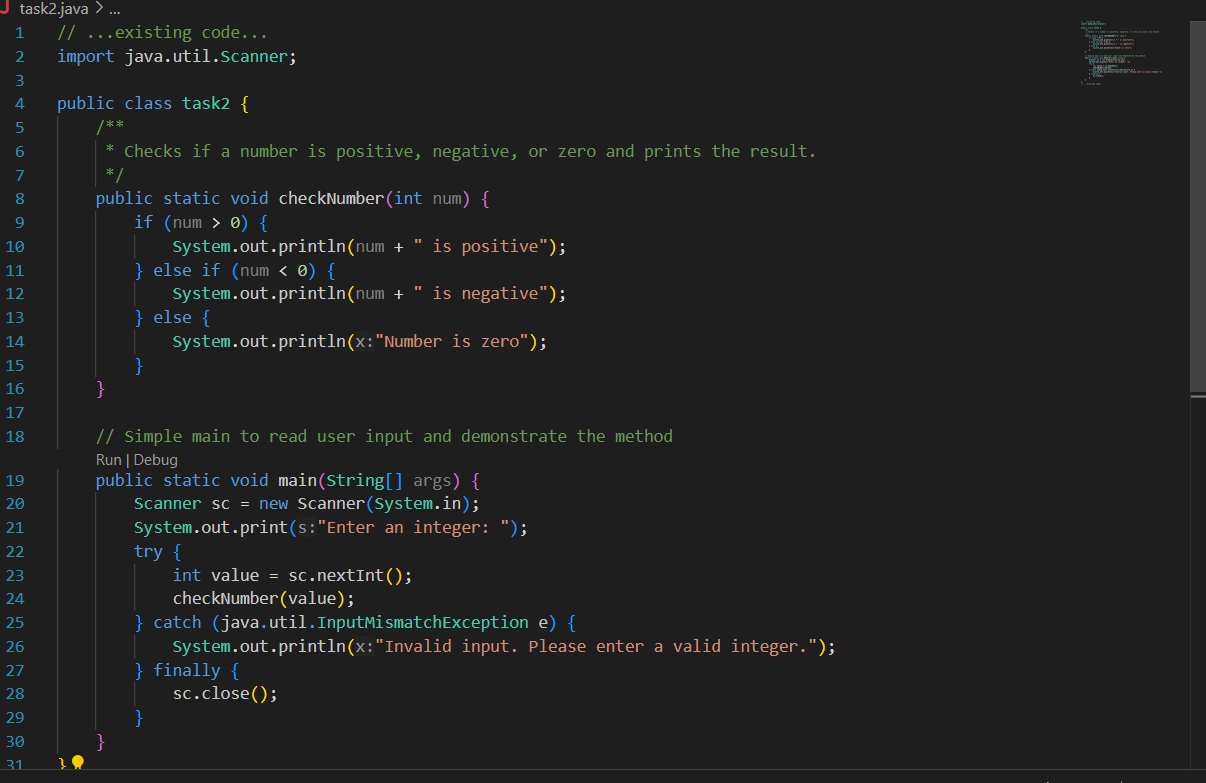 task2.java > ...
1 // ...existing code...
2 import java.util.Scanner;
3
4 public class task2 {
5     /**
6      * Checks if a number is positive, negative, or zero and prints the result.
7      */
8     public static void checkNumber(int num) {
9         if (num > 0) {
10             System.out.println(num + " is positive");
11         } else if (num < 0) {
12             System.out.println(num + " is negative");
13         } else {
14             System.out.println(x:"Number is zero");
15         }
16     }
17
18     // Simple main to read user input and demonstrate the method
Run | Debug
19     public static void main(String[] args) {
20         Scanner sc = new Scanner(System.in);
21         System.out.print(s:"Enter an integer: ");
22         try {
23             int value = sc.nextInt();
24             checkNumber(value);
25         } catch (java.util.InputMismatchException e) {
26             System.out.println(x:"Invalid input. Please enter a valid integer.");
27         } finally {
28             sc.close();
29         }
30     }
31 }